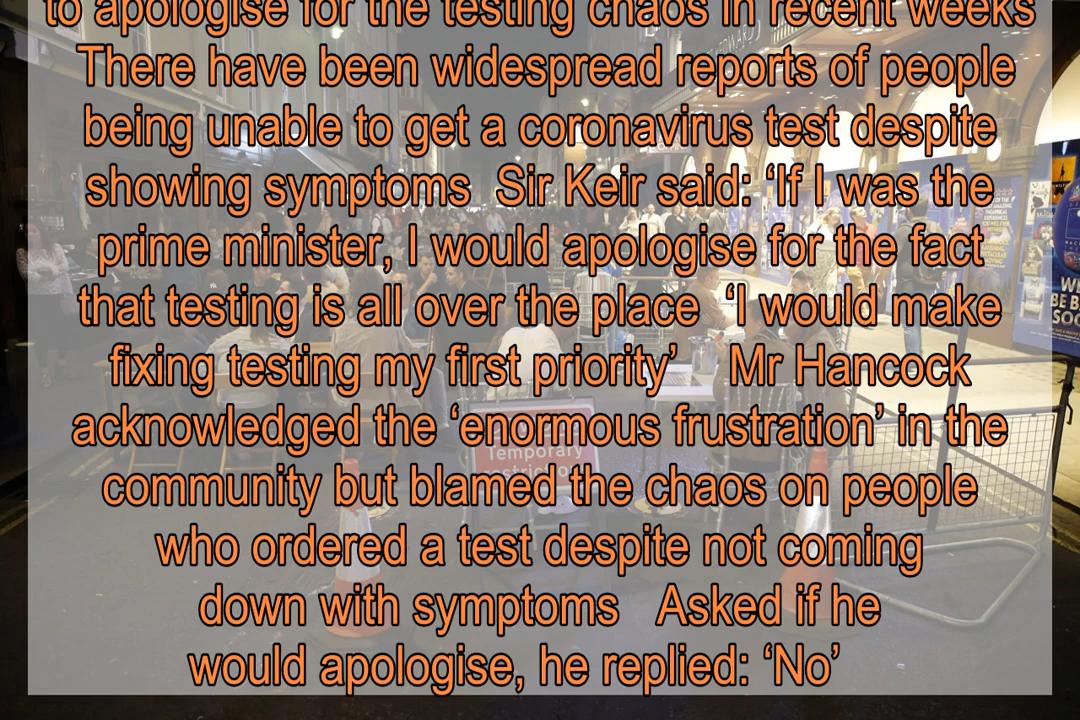 to apologise for the testing chaos in recent weeks
There have been widespread reports of people
being unable to get a coronavirus test despite
showing symptoms  Sir Keir said: ‘If I was the
prime minister, I would apologise for the fact
that testing is all over the place  ‘I would make
fixing testing my first priority’    Mr Hancock
acknowledged the ‘enormous frustration’ in the
community but blamed the chaos on people
who ordered a test despite not coming
down with symptoms   Asked if he
would apologise, he replied: ‘No’
Temporary